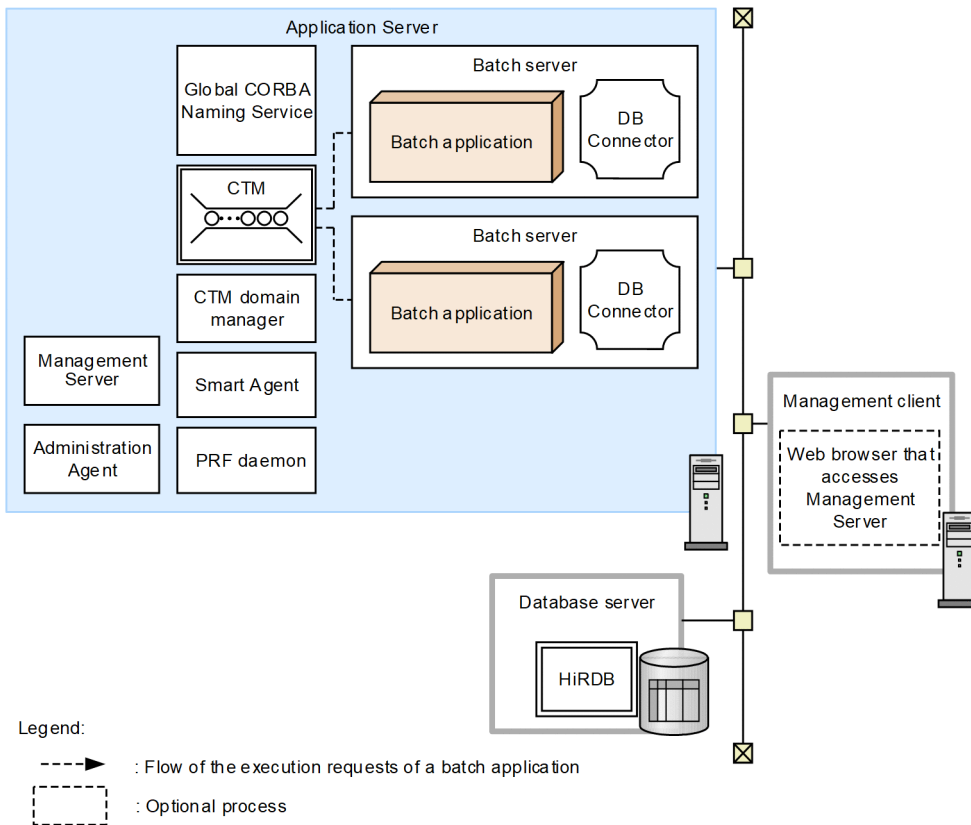 Application Server
Global CORBA
Naming Service
CTM
CTM domain
manager
Smart Agent
PRF daemon
Management
Server
Administration
Agent
Batch server
Batch application
DB
Connector
Batch server
Batch application
DB
Connector
Management client
Web browser that
accesses
Management
Server
Database server
HiRDB
Legend:
: Flow of the execution requests of a batch application
: Optional process